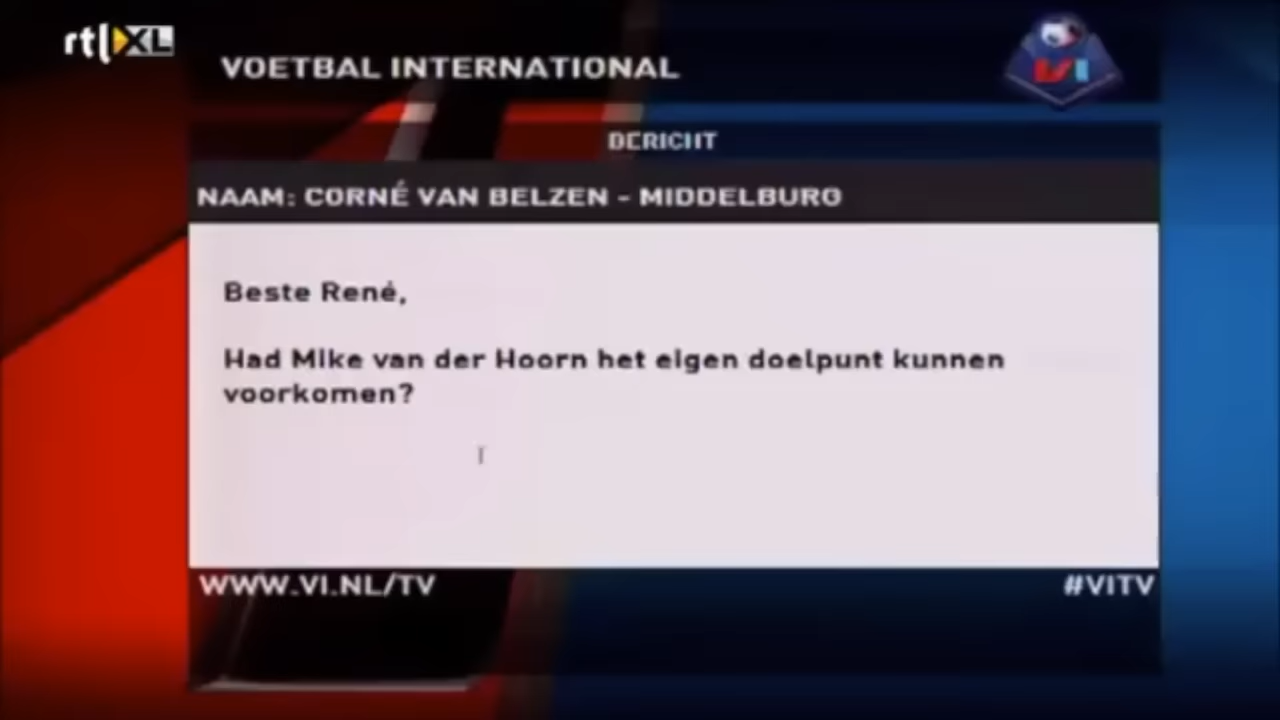 rtl XL
VOETBAL INTERNATIONAL
VI
BERICHT
NAAM: CORNÉ VAN BELZEN - MIDDELBURG
Beste René,
Had Mike van der Hoorn het eigen doelpunt kunnen
voorkomen?
WWW.VI.NL/TV
#VITV